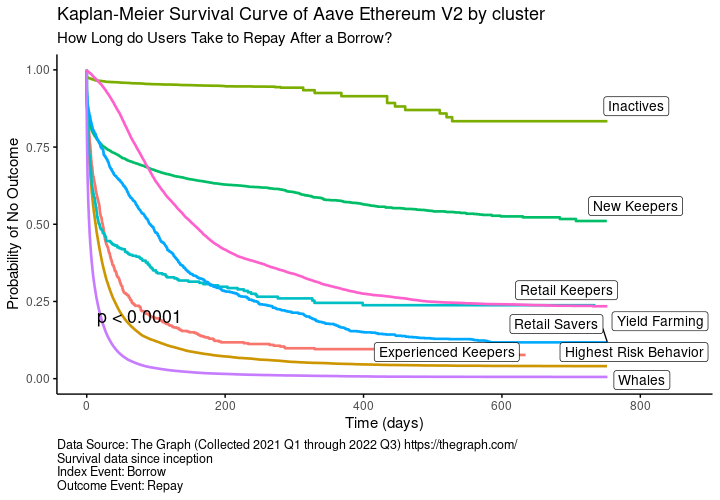 Kaplan-Meier Survival Curve of Aave Ethereum V2 by cluster
How Long do Users Take to Repay After a Borrow?
Probability of No Outcome
1.00
0.75
0.50
0.25
0.00
Inactives
New Keepers
Retail Keepers
Retail Savers
Yield Farming
Experienced Keepers
Highest Risk Behavior
Whales
p < 0.0001
0
200
400
600
800
Time (days)
Data Source: The Graph (Collected 2021 Q1 through 2022 Q3) https://thegraph.com/
Survival data since inception
Index Event: Borrow
Outcome Event: Repay